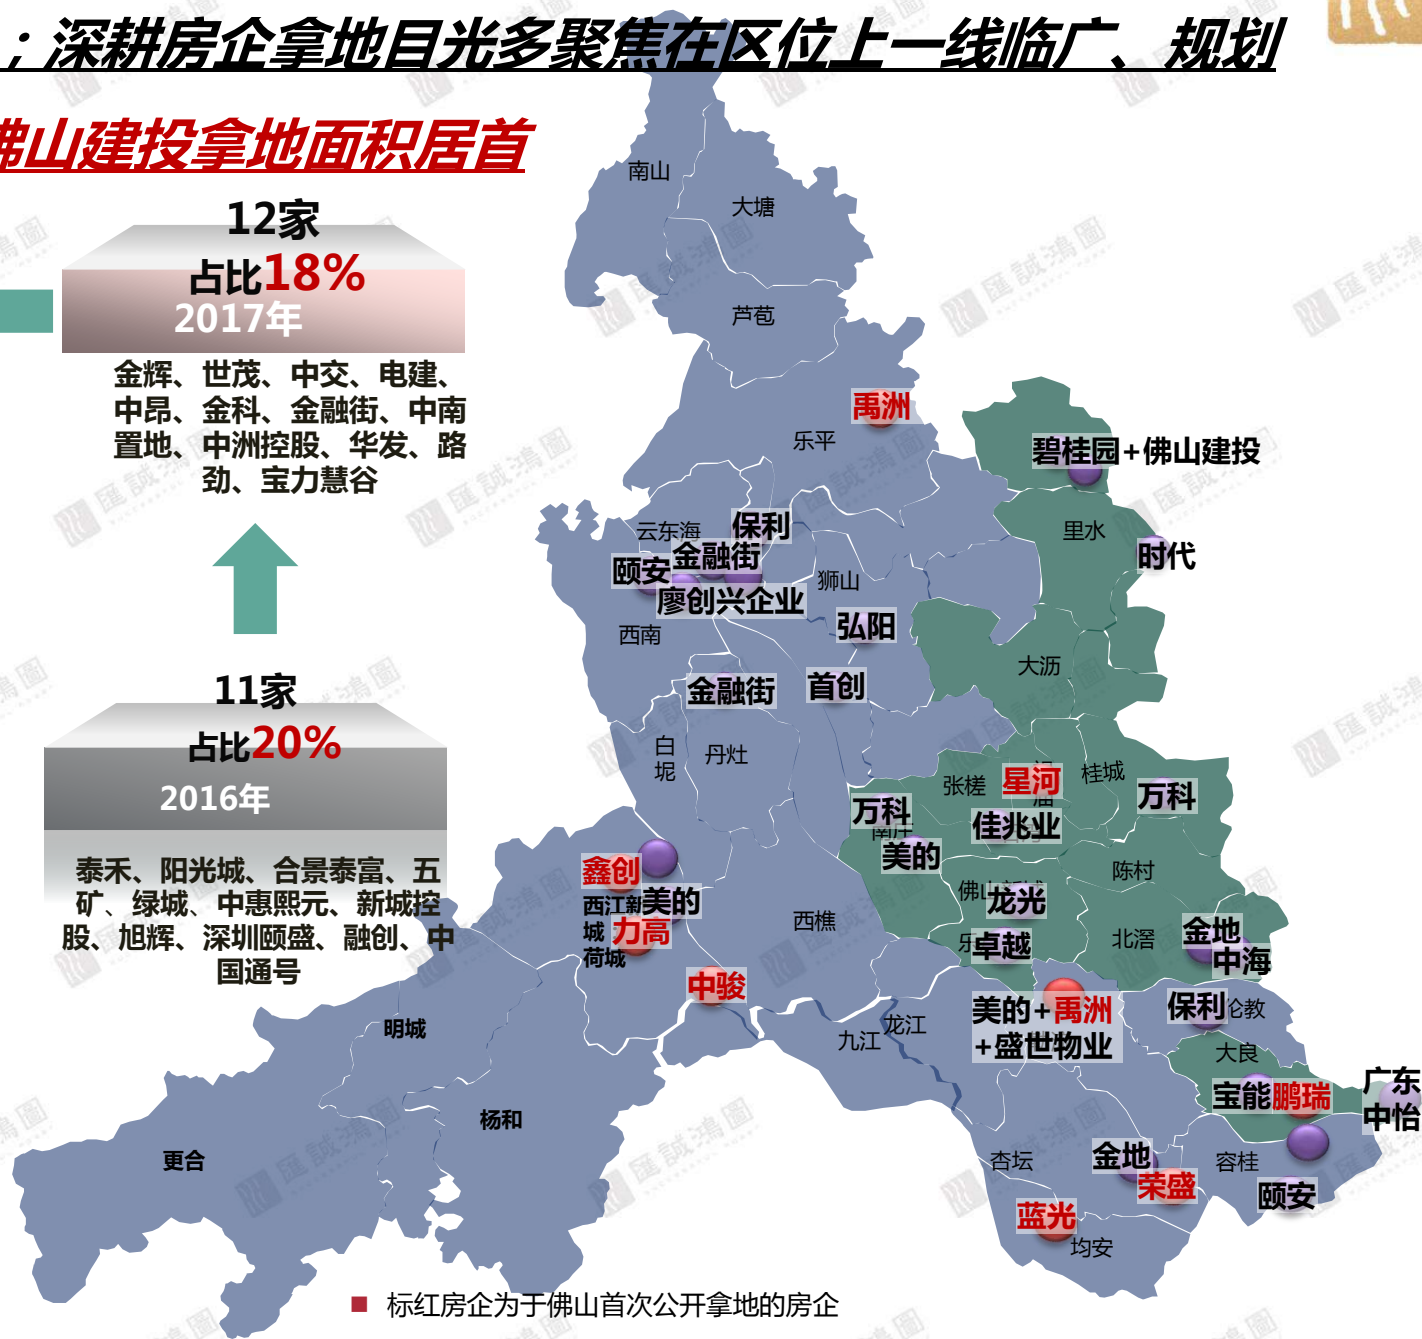 ；深耕房企拿地目光多聚焦在区位上一线临广、规划
佛山建投拿地面积居首
12家
占比18%
2017年
金辉、世茂、中交、电建、
中昂、金科、金融街、中南
置地、中洲控股、华发、路
劲、宝力慧谷
11家
占比20%
2016年
泰禾、阳光城、合景泰富、五
矿、绿城、中惠熙元、新城控
股、旭辉、深圳颐盛、融创、中
国通号
南山
大塘
芦苞
禹洲
乐平
碧桂园+佛山建投
云东海
保利
里水
金融街
时代
颐安
狮山
廖创兴企业
弘阳
西南
大沥
金融街
首创
白
坭
丹灶
张槎
星河
桂城
万科
万科
南庄
佳兆业
美的
鑫创
陈村
佛山新城
西江新
城
荷城
美的
龙光
力高
西樵
乐
卓越
北滘
金地
中海
中骏
美的+禹洲
+盛世物业
保利
伦教
明城
九江
龙江
大良
宝能
鹏瑞
广东
中怡
杨和
更合
杏坛
金地
容桂
荣盛
颐安
蓝光
均安
标红房企为于佛山首次公开拿地的房企
匯誠鴻圖